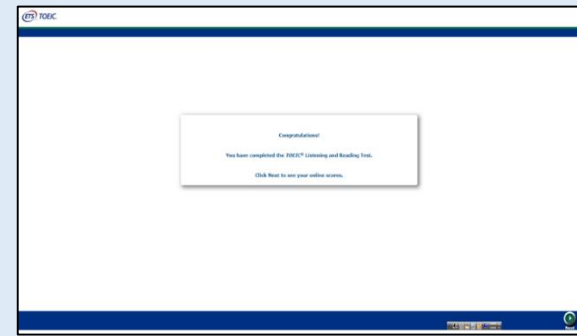 ETS TOEIC.
Congratulations!
You have completed the TOEIC® Listening and Reading Test.
Click Next to see your online scores.
Next